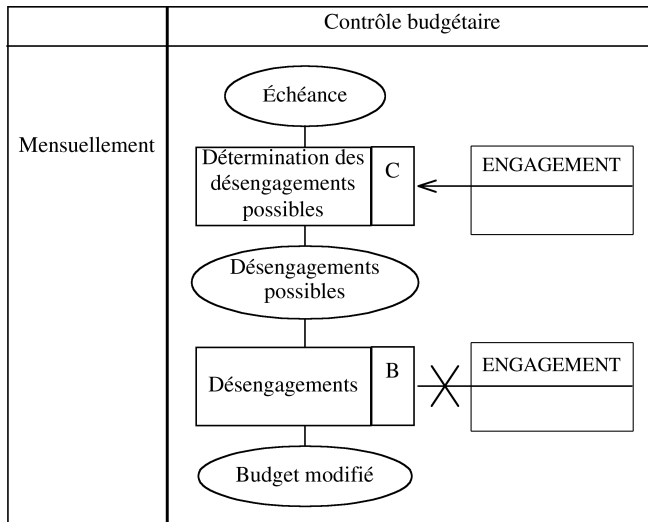 Contrôle budgétaire
Échéance
Mensuellement
Détermination des
désengagements
possibles
C
ENGAGEMENT
Désengagements
possibles
Désengagements
B
ENGAGEMENT
Budget modifié